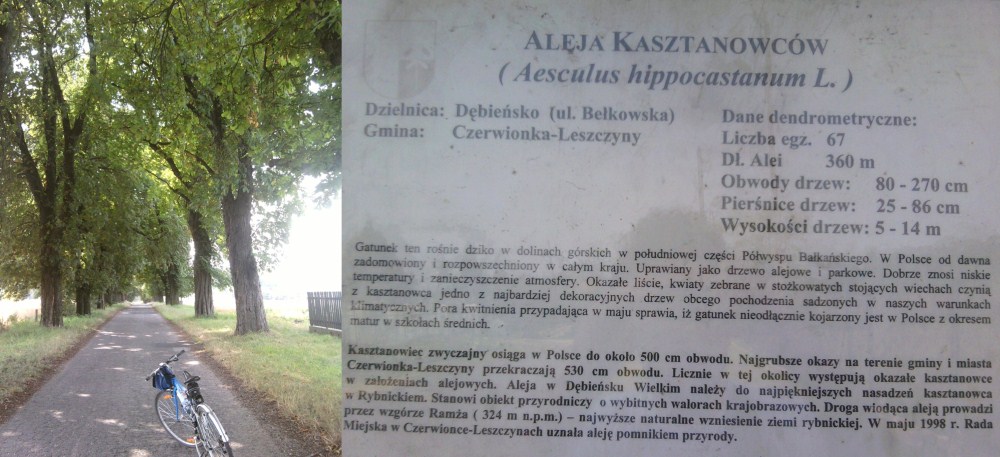 ALEJA KASZTANOWCÓW
( Aesculus hippocastanum L. )
Dzielnica: Dębieńsko (ul. Bełkowska)
Gmina: Czerwionka-Leszczyny
Dane dendrometryczne:
Liczba egz. 67
Dł. Alei 360 m
Obwody drzew: 80 - 270 cm
Pierśnice drzew: 25 - 86 cm
Wysokości drzew: 5 - 14 m
Gatunek ten rośnie dziko w dolinach górskich w południowej części Półwyspu Bałkańskiego. W Polsce od dawna
zadomowiony i rozpowszechniony w całym kraju. Uprawiany jako drzewo alejowe i parkowe. Dobrze znosi niskie
temperatury i zanieczyszczenie atmosfery. Okazałe liście, kwiaty zebrane w stożkowatych stojących wiechach czynią
z kasztanowca jedno z najbardziej dekoracyjnych drzew obcego pochodzenia sadzonych w naszych warunkach
klimatycznych. Pora kwitnienia przypadająca w maju sprawia, iż gatunek nieodłącznie kojarzony jest w Polsce z okresem
matur w szkołach średnich.
Kasztanowiec zwyczajny osiąga w Polsce do około 500 cm obwodu. Najgrubsze okazy na terenie gminy i miasta
Czerwionka-Leszczyny przekraczają 530 cm obwodu. Licznie w tej okolicy występują okazałe kasztanowce
w założeniach alejowych. Aleja w Dębieńsku Wielkim należy do najpiękniejszych nasadzeń kasztanowca
w Rybnickiem. Stanowi obiekt przyrodniczy o wybitnych walorach krajobrazowych. Droga wiodąca aleją prowadzi
przez wzgórze Ramża ( 324 m n.p.m.) – najwyższe naturalne wzniesienie ziemi rybnickiej. W maju 1998 r. Rada
Miejska w Czerwionce-Leszczynach uznała aleję pomnikiem przyrody.